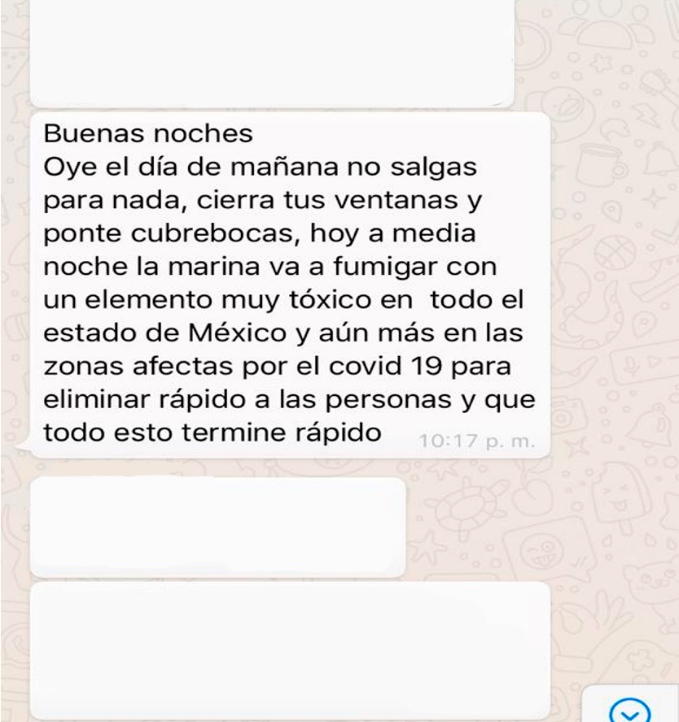 Buenas noches
Oye el día de mañana no salgas
para nada, cierra tus ventanas y
ponte cubrebocas, hoy a media
noche la marina va a fumigar con
un elemento muy tóxico en  todo el
estado de México y aún más en las
zonas afectas por el covid 19 para
eliminar rápido a las personas y que
todo esto termine rápido
10:17 p. m.